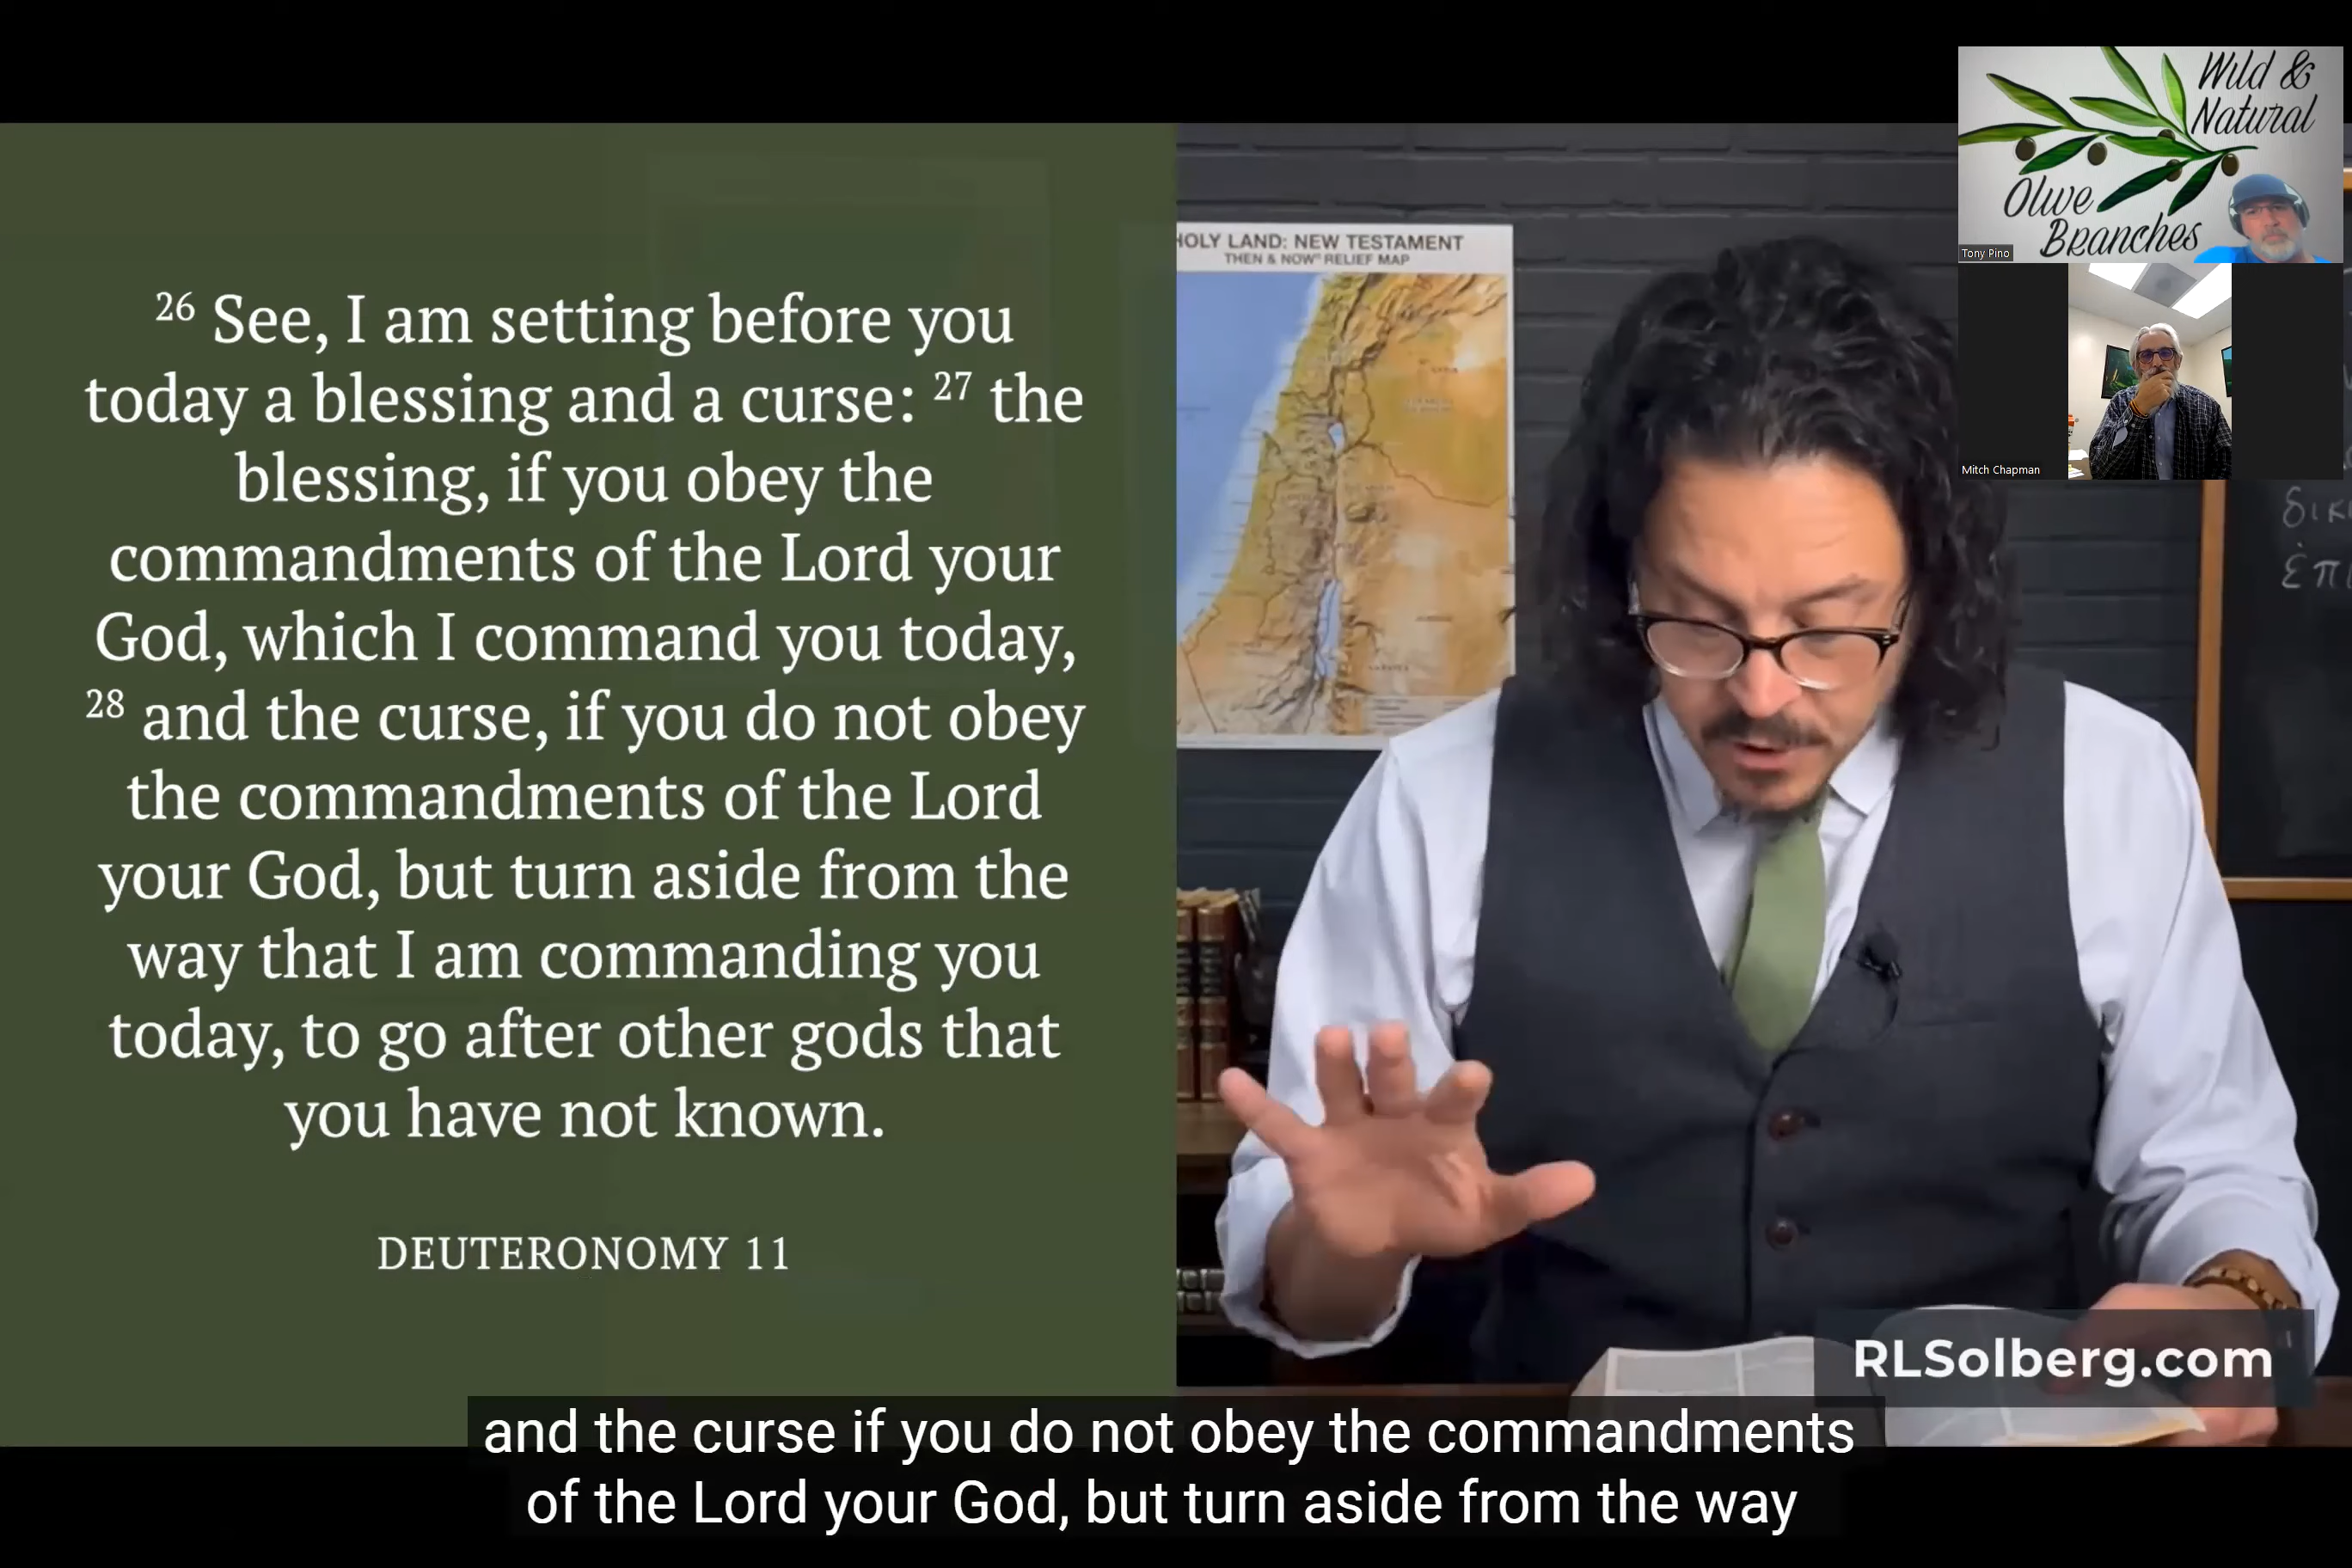 26 See, I am setting before you
today a blessing and a curse: 27 the
blessing, if you obey the
commandments of the Lord your
God, which I command you today,
28 and the curse, if you do not obey
the commandments of the Lord
your God, but turn aside from the
way that I am commanding you
today, to go after other gods that
you have not known.
DEUTERONOMY 11
HOLY LAND: NEW TESTAMENT
THEN & NOW® RELIEF MAP
Wild &
Natural
Olive
Branches
Tony Pino
Mitch Chapman
RLSolberg.com
and the curse if you do not obey the commandments
of the Lord your God, but turn aside from the way